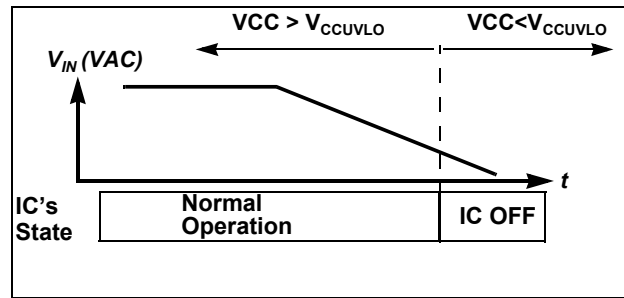 VCC > VCCUVLO
VCC<VCCUVLO
VIN (VAC)
t
IC's
State
Normal
Operation
IC OFF